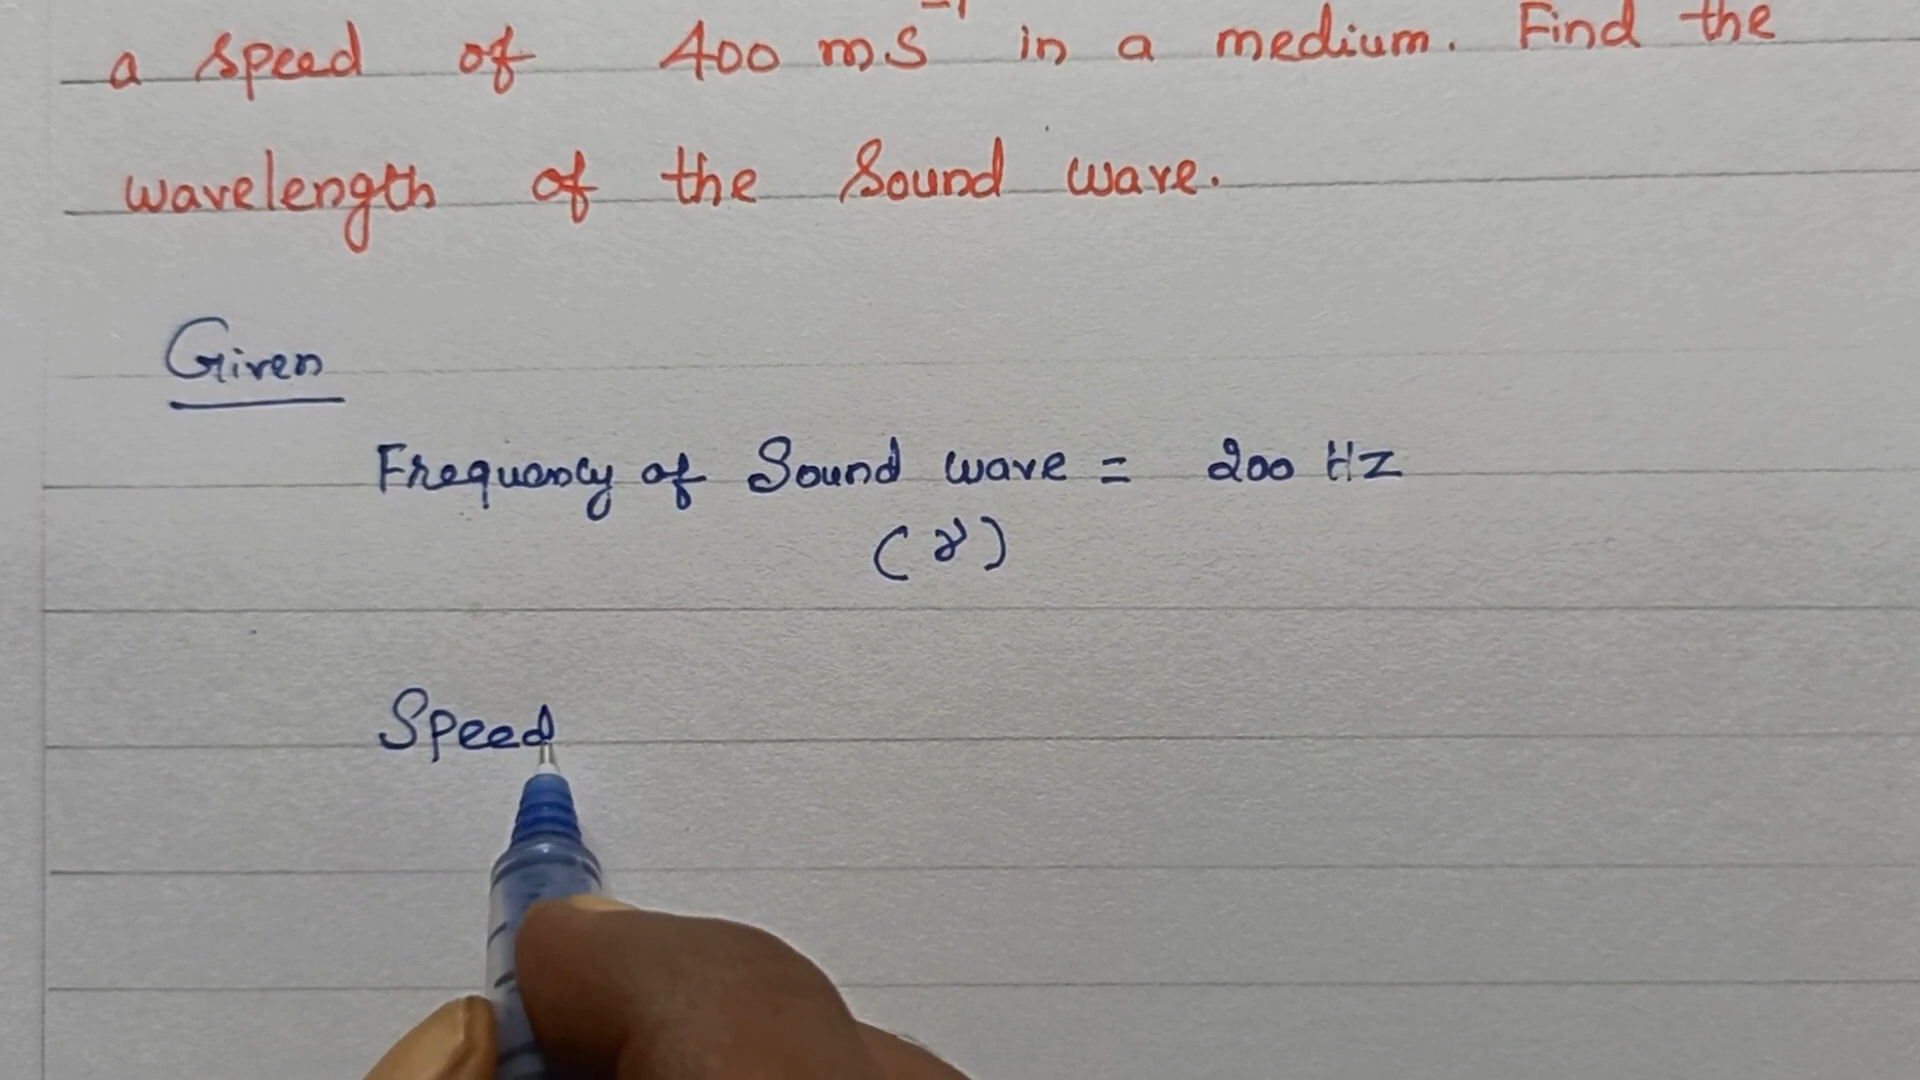 a speed of 400 ms⁻¹ in a medium. Find the
wavelength of the Sound wave.
Given
Frequency of Sound wave = 200 Hz
(ɣ)
Speed